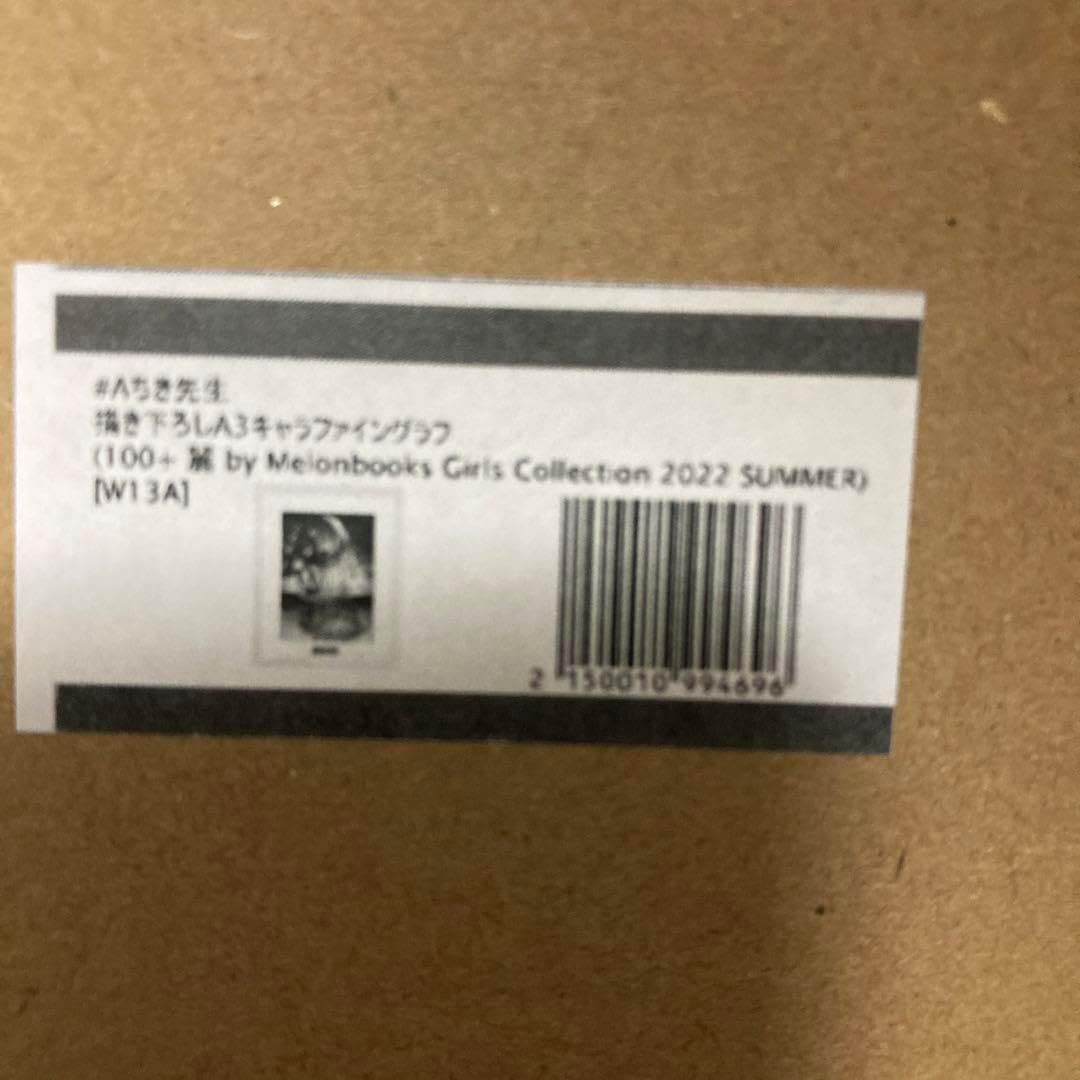 #Aちき先生
描き下ろしA3キャラファイングラフ
(100+ 麗 by Melonbooks Girls Collection 2022 SUMMER)
[W13A]
2 150010 994696